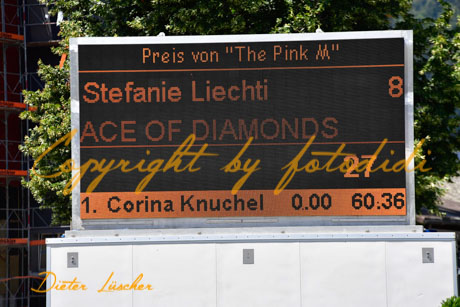 Preis von "The Pink M"
Stefanie Liechti 8
ACE OF DIAMONDS
Copyright by fotodidi
27
1. Corina Knuchel 0.00 60.36
Dieter Lüscher